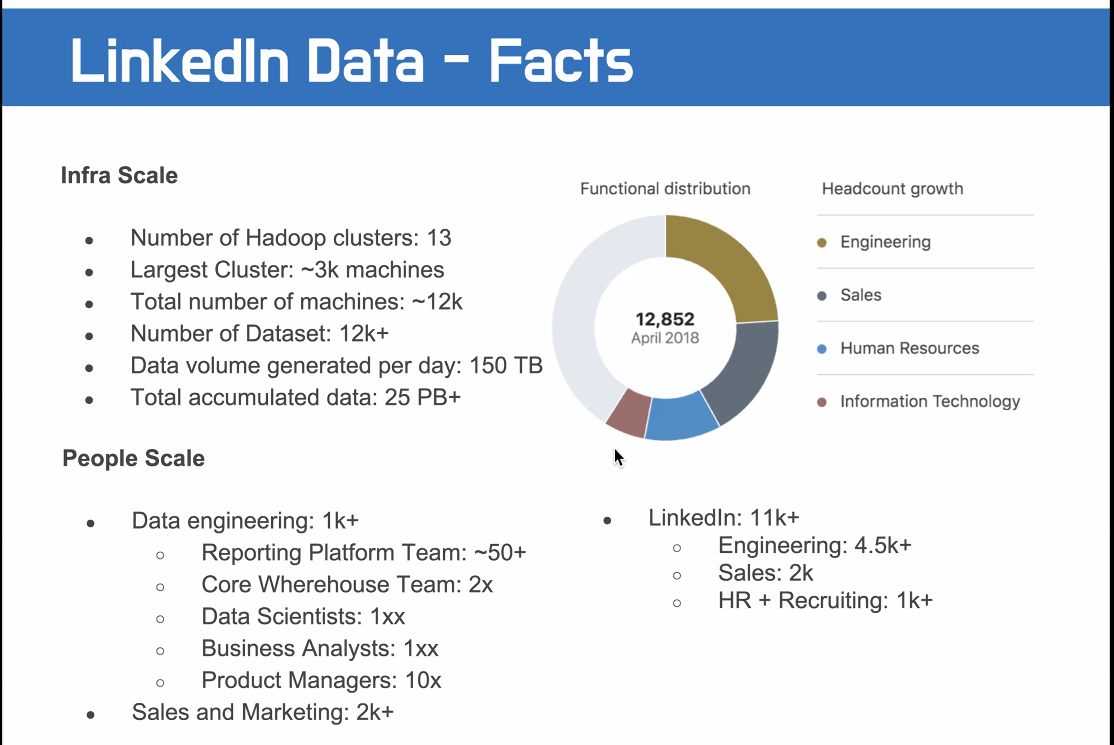 LinkedIn Data - Facts
Infra Scale
● Number of Hadoop clusters: 13
● Largest Cluster: ~3k machines
● Total number of machines: ~12k
● Number of Dataset: 12k+
● Data volume generated per day: 150 TB
● Total accumulated data: 25 PB+
Functional distribution
12,852
April 2018
Headcount growth
Engineering
Sales
Human Resources
Information Technology
People Scale
● Data engineering: 1k+
○ Reporting Platform Team: ~50+
○ Core Wherehouse Team: 2x
○ Data Scientists: 1xx
○ Business Analysts: 1xx
○ Product Managers: 10x
● Sales and Marketing: 2k+
● LinkedIn: 11k+
○ Engineering: 4.5k+
○ Sales: 2k
○ HR + Recruiting: 1k+